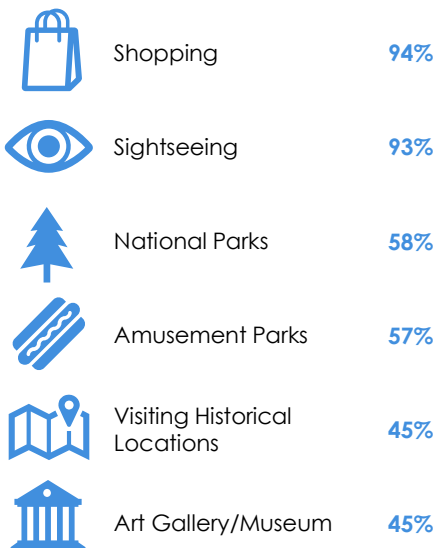 Shopping 94%
Sightseeing 93%
National Parks 58%
Amusement Parks 57%
Visiting Historical
Locations 45%
Art Gallery/Museum 45%